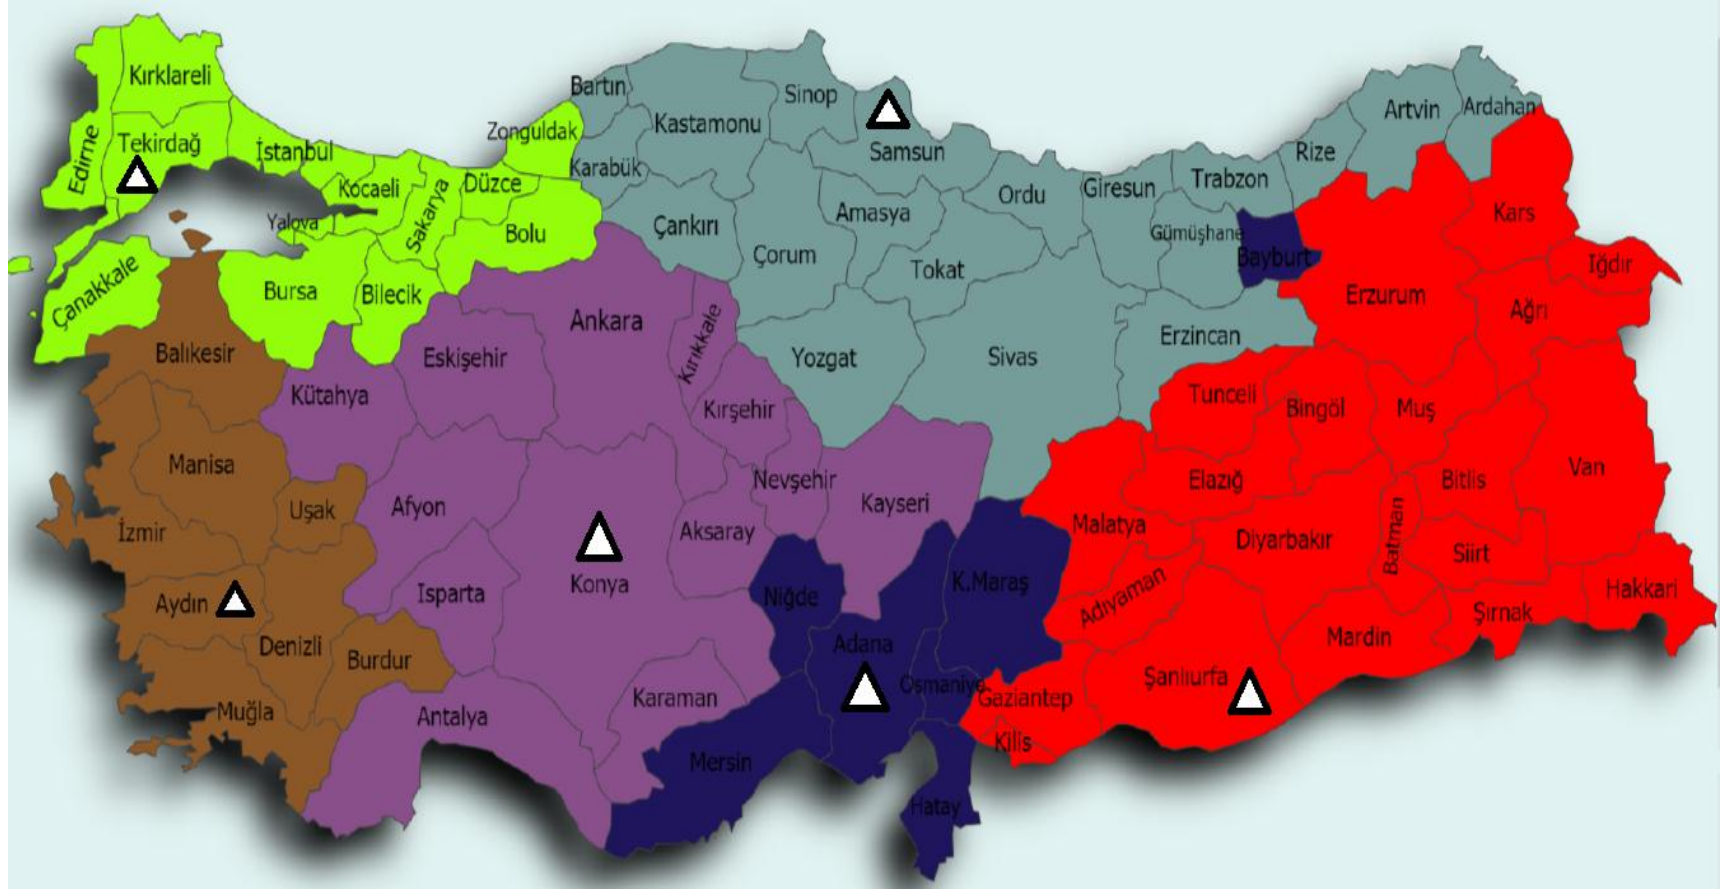 Kırklareli
Edirne
Tekirdağ
İstanbul
Kocaeli
Yalova
Sakarya
Düzce
Zonguldak
Bolu
Bursa
Bilecik
Çanakkale
Bartın
Karabük
Kastamonu
Sinop
Samsun
Çankırı
Çorum
Amasya
Tokat
Ordu
Giresun
Trabzon
Gümüşhane
Rize
Artvin
Ardahan
Bayburt
Erzincan
Sivas
Yozgat
Kars
Iğdır
Ağrı
Erzurum
Balıkesir
Manisa
İzmir
Uşak
Aydın
Denizli
Burdur
Muğla
Kütahya
Eskişehir
Ankara
Kırıkkale
Kırşehir
Nevşehir
Kayseri
Aksaray
Afyon
Isparta
Konya
Karaman
Antalya
Niğde
Adana
K.Maraş
Osmaniye
Mersin
Hatay
Tunceli
Bingöl
Muş
Bitlis
Van
Elazığ
Malatya
Diyarbakır
Batman
Siirt
Hakkari
Şırnak
Mardin
Adıyaman
Şanlıurfa
Gaziantep
Kilis